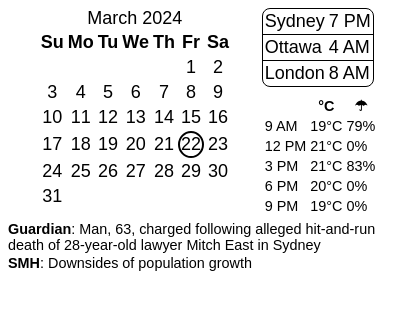 March 2024
Su Mo Tu We Th Fr Sa
1 2
3 4 5 6 7 8 9
10 11 12 13 14 15 16
17 18 19 20 21 22 23
24 25 26 27 28 29 30
31
Sydney 7 PM
Ottawa 4 AM
London 8 AM
°C ☂
9 AM 19°C 79%
12 PM 21°C 0%
3 PM 21°C 83%
6 PM 20°C 0%
9 PM 19°C 0%
Guardian: Man, 63, charged following alleged hit-and-run
death of 28-year-old lawyer Mitch East in Sydney
SMH: Downsides of population growth